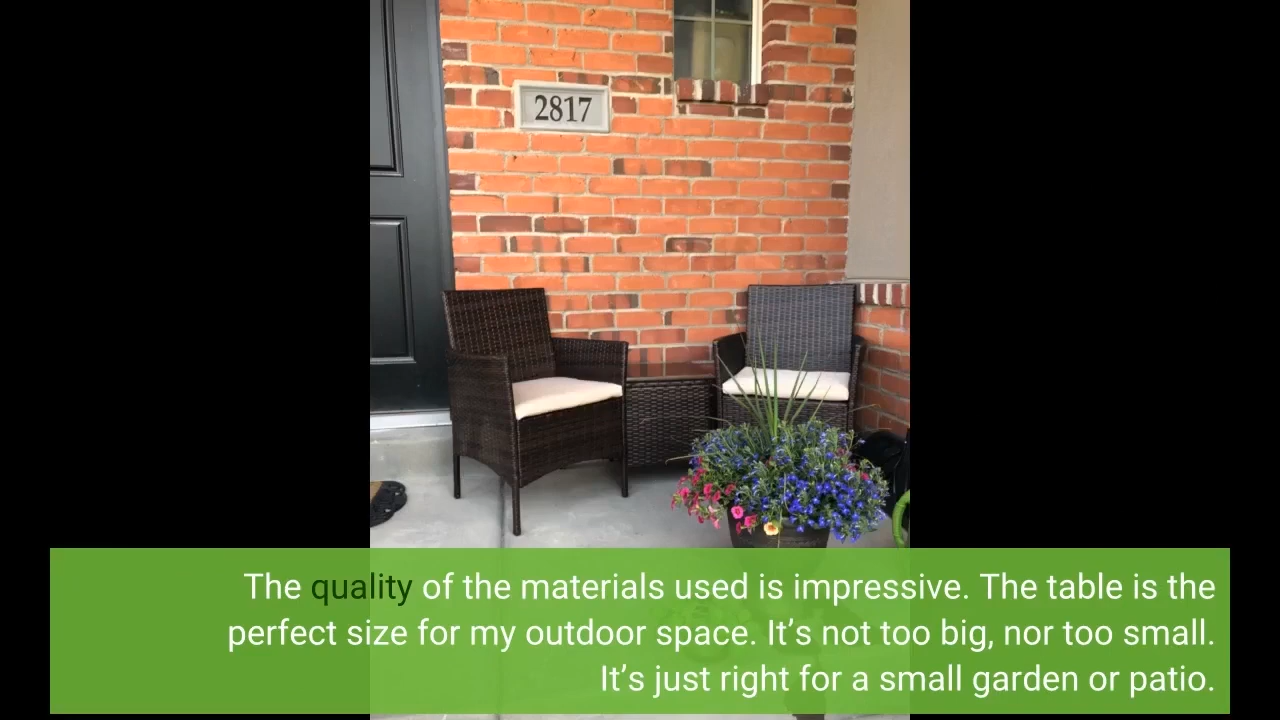 2817
The quality of the materials used is impressive. The table is the
perfect size for my outdoor space. It’s not too big, nor too small.
It’s just right for a small garden or patio.